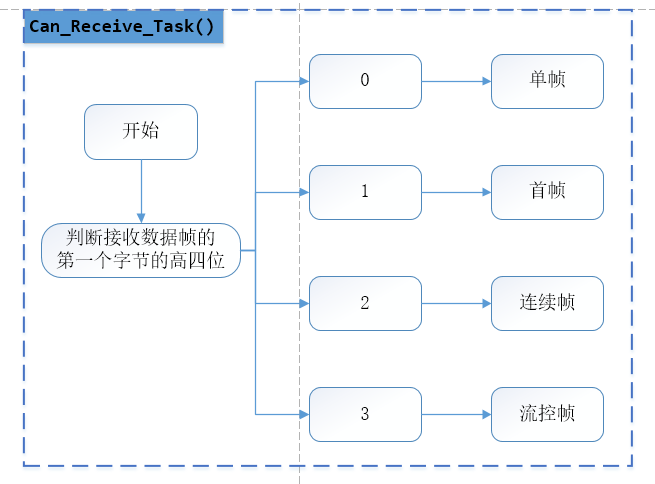 Can_Receive_Task()
开始
判断接收数据帧的
第一个字节的高四位
0
单帧
1
首帧
2
连续帧
3
流控帧